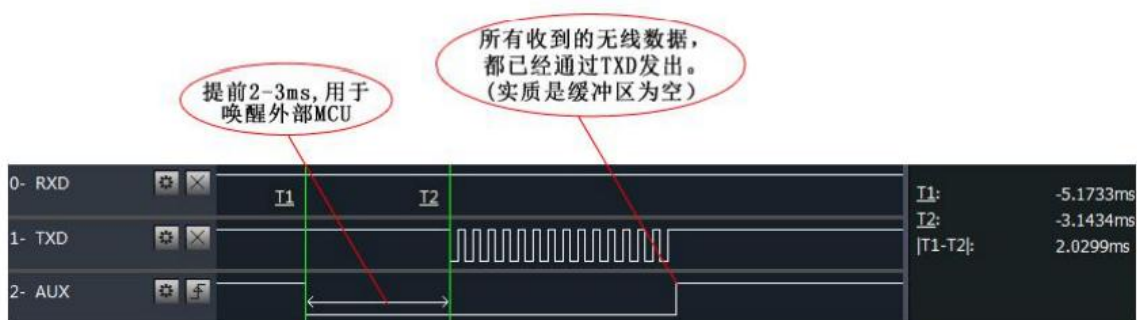 所有收到的无线数据，
都已经通过TXD发出。
(实质是缓冲区为空）
提前2-3ms,用于
唤醒外部MCU
0- RXD
T1
T2
1- TXD
2- AUX
T1: -5.1733ms
T2: -3.1434ms
|T1-T2|: 2.0299ms